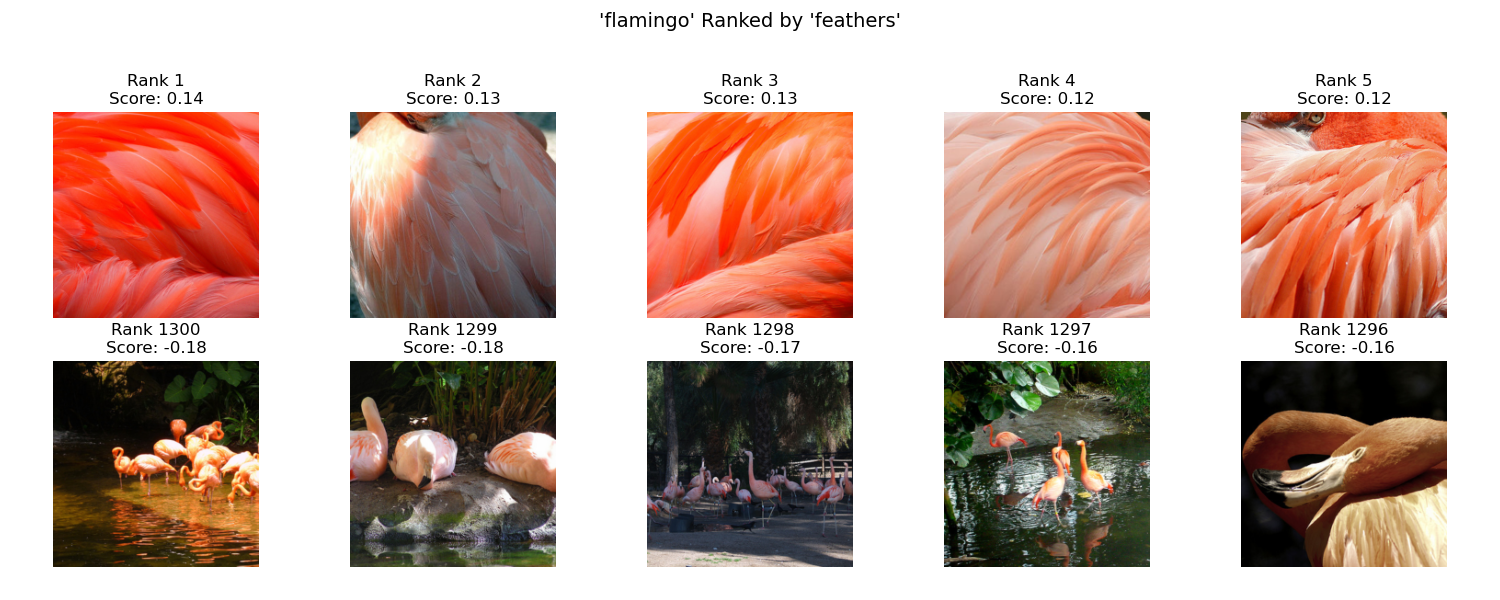 'flamingo' Ranked by 'feathers'
Rank 1
Score: 0.14
Rank 2
Score: 0.13
Rank 3
Score: 0.13
Rank 4
Score: 0.12
Rank 5
Score: 0.12
Rank 1300
Score: -0.18
Rank 1299
Score: -0.18
Rank 1298
Score: -0.17
Rank 1297
Score: -0.16
Rank 1296
Score: -0.16